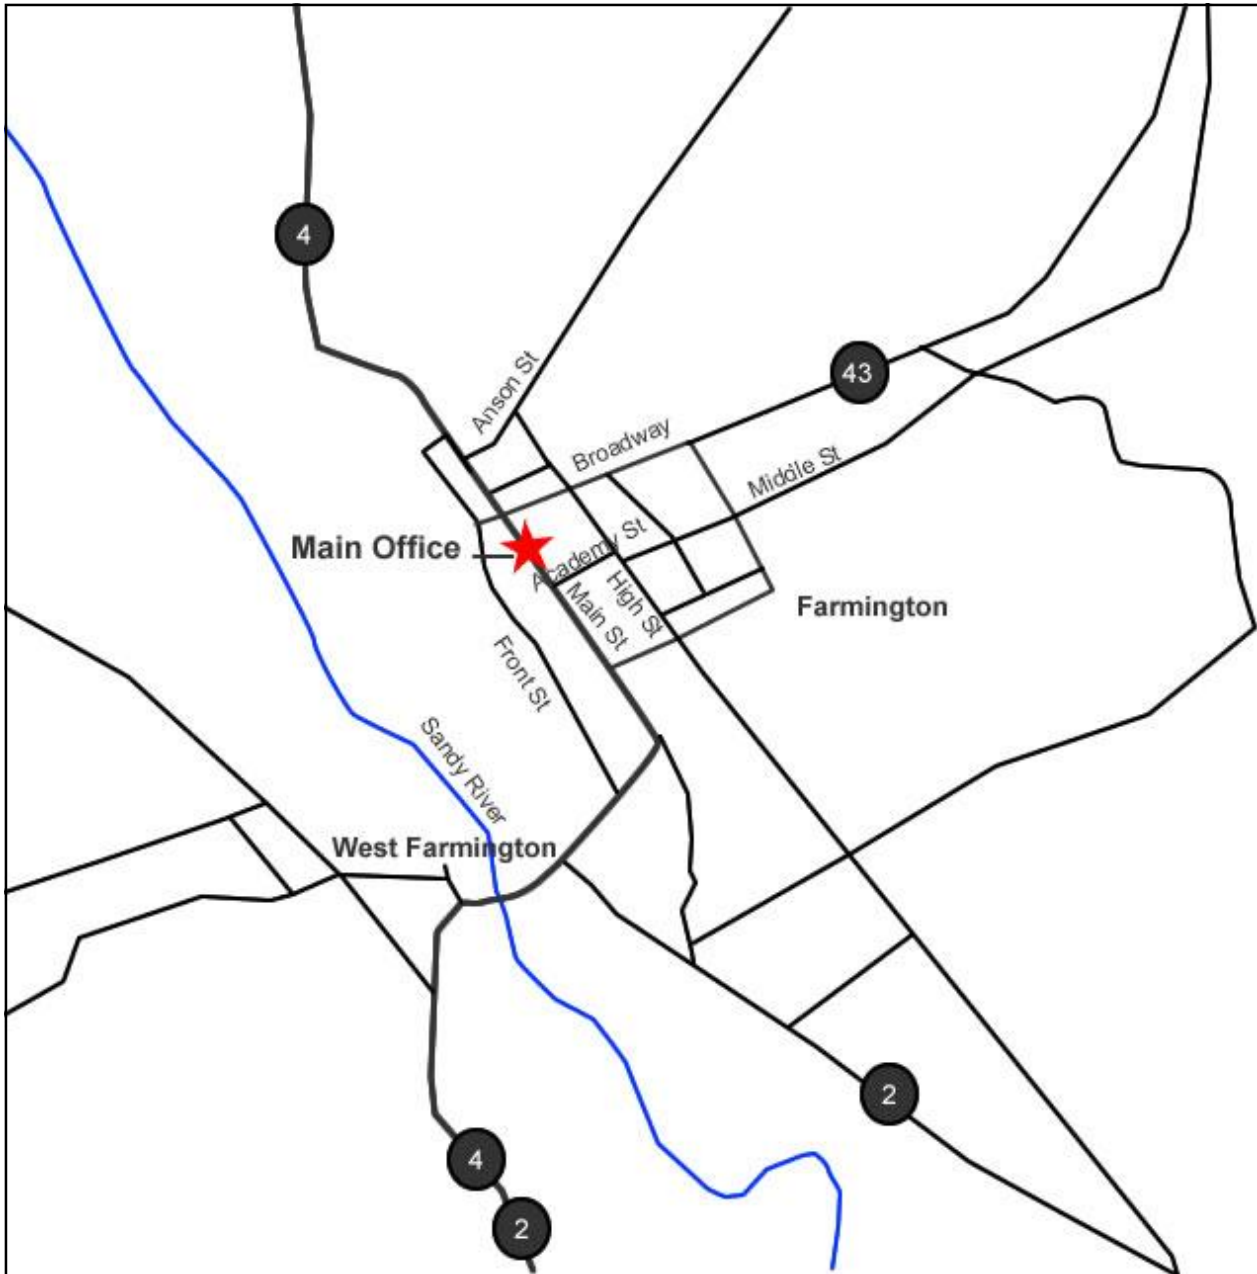 4
Anson St
43
Broadway
Middle St
Main Office
Academy St
High St
Main St
Farmington
Front St
Sandy River
West Farmington
2
4
2